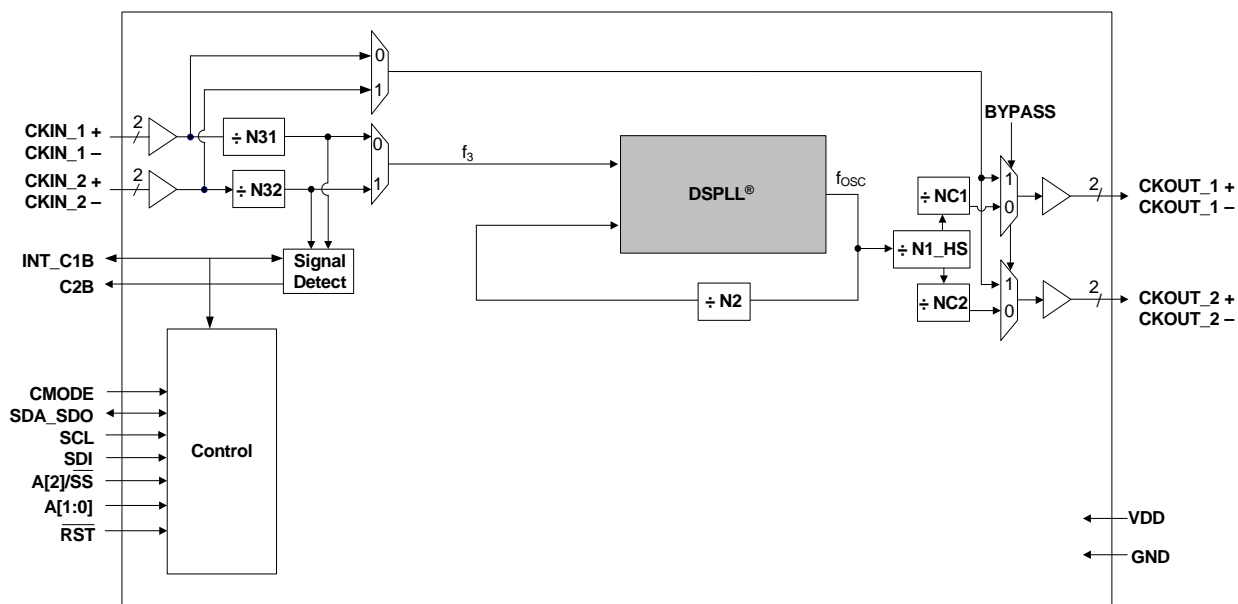 0
1
BYPASS
CKIN_1 +
CKIN_1 –
2
÷ N31
0
f3
DSPLL®
fOSC
1
÷ NC1
0
2
CKOUT_1 +
CKOUT_1 –
CKIN_2 +
CKIN_2 –
2
÷ N32
1
÷ N1_HS
INT_C1B
C2B
Signal
Detect
÷ N2
÷ NC2
1
0
2
CKOUT_2 +
CKOUT_2 –
CMODE
SDA_SDO
SCL
SDI
A[2]/SS
A[1:0]
RST
Control
VDD
GND